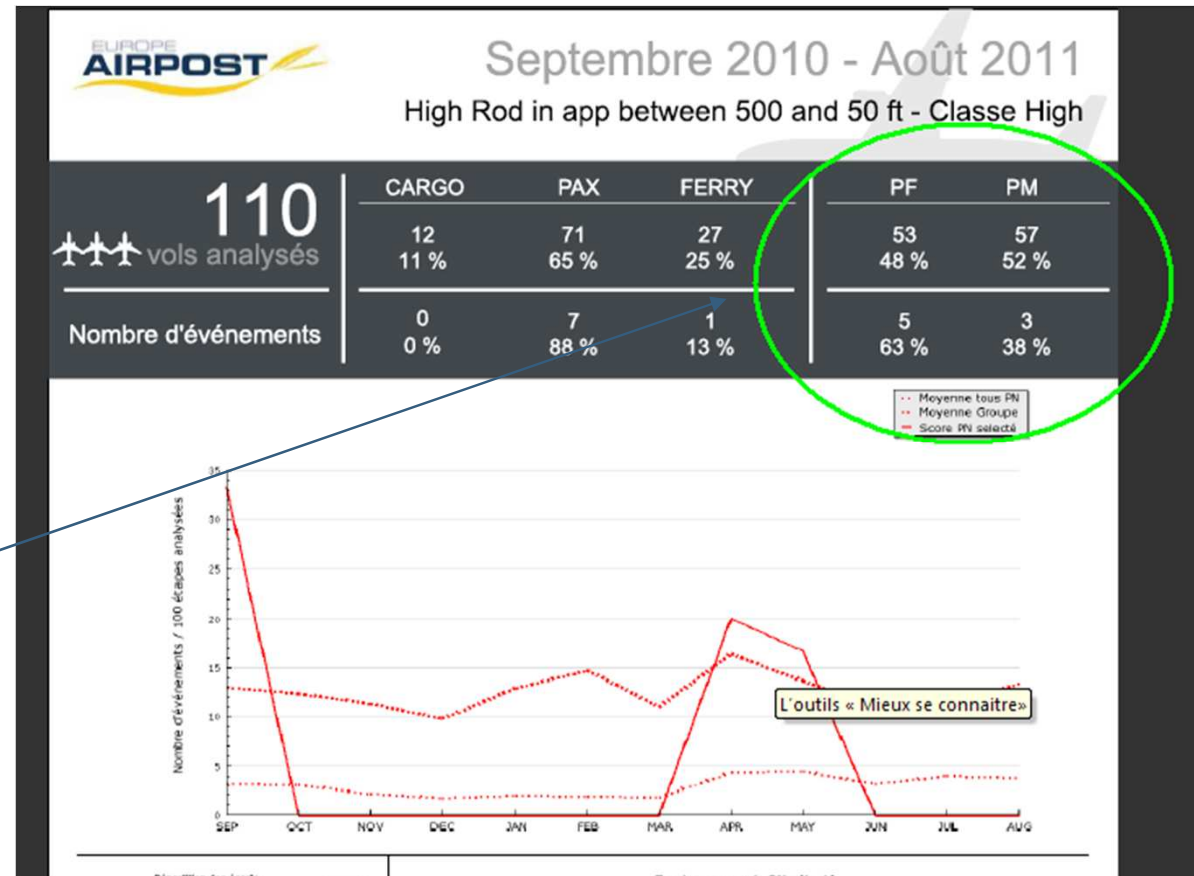 EUROPE
AIRPOST
Septembre 2010 - Août 2011
High Rod in app between 500 and 50 ft - Classe High
110
vols analysés
CARGO PAX FERRY PF PM
12 71 27 53 57
11 % 65 % 25 % 48 % 52 %
Nombre d'événements
0 7 1 5 3
0 % 88 % 13 % 63 % 38 %
Moyenne tous PN
Moyenne Groupe
Score PN selecté
Nombre d'événements / 100 étapes analysées
35
30
25
20
15
10
5
0
L'outils « Mieux se connaitre»
SEP OCT NOV DEC JAN FEB MAR APR MAY JUN JUL AUG